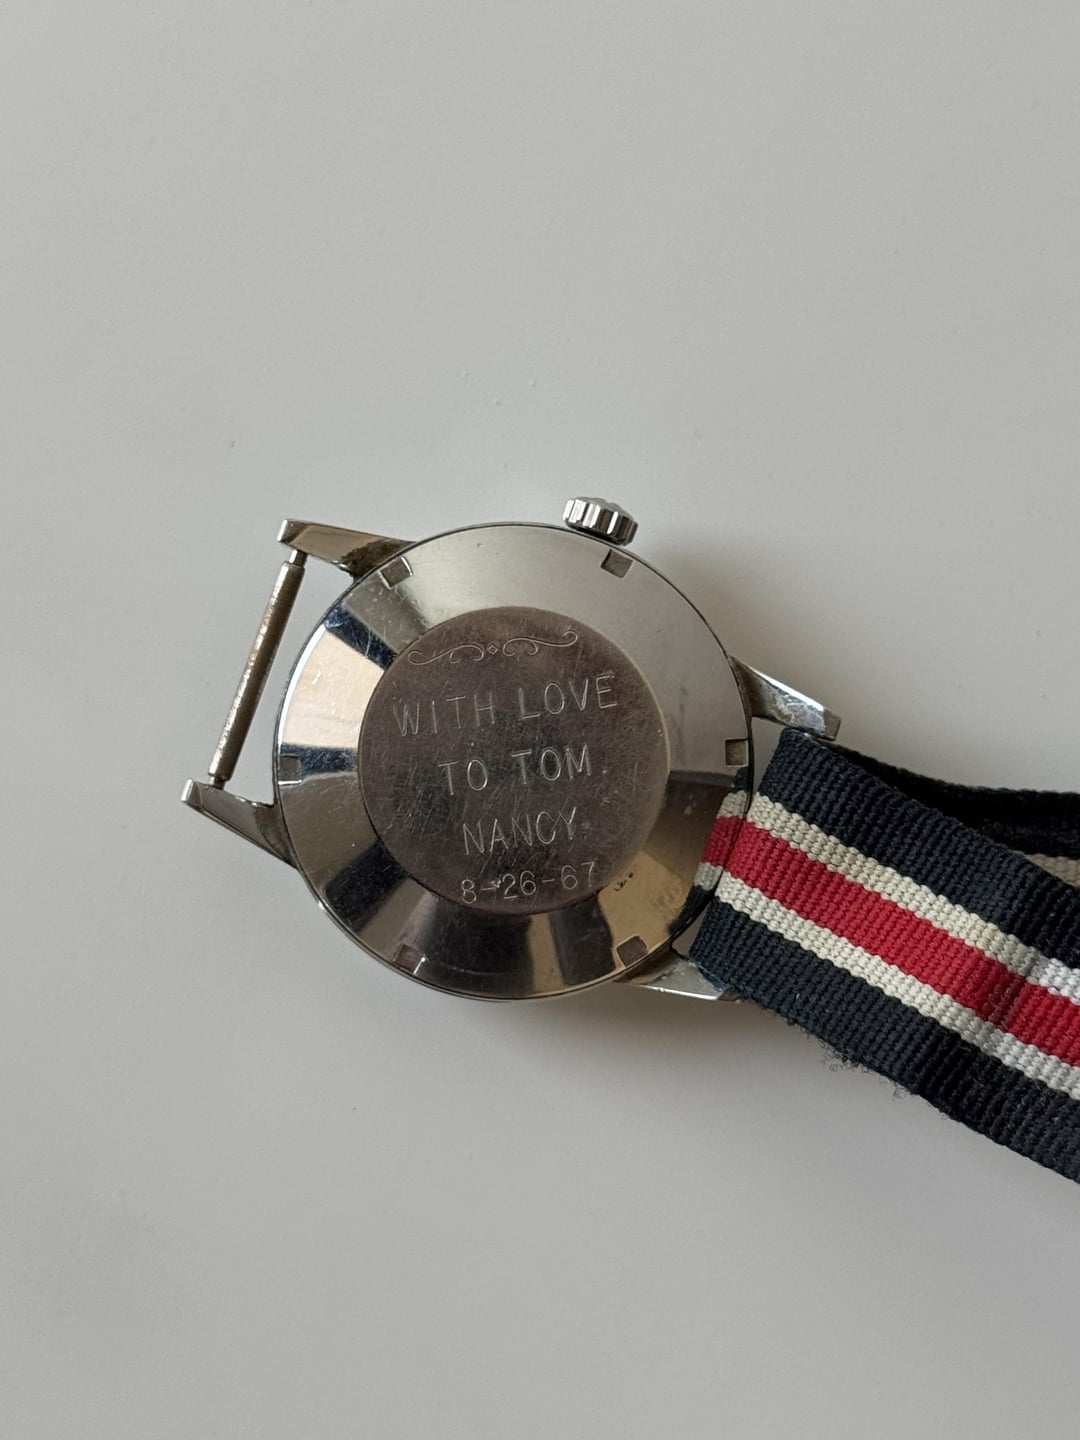 WITH LOVE
TO TOM
NANCY
8-26-67